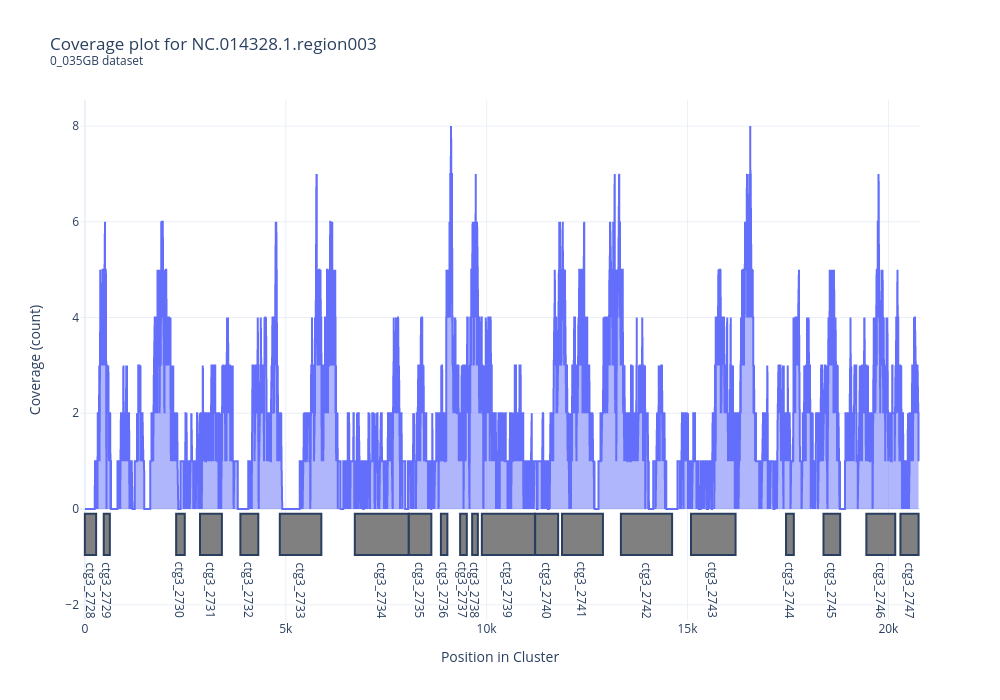 Coverage plot for NC.014328.1.region003
0_035GB dataset
Coverage (count)
8
6
4
2
0
−2
ctg3_2728
ctg3_2729
ctg3_2730
ctg3_2731
ctg3_2732
ctg3_2733
ctg3_2734
ctg3_2735
ctg3_2736
ctg3_2737
ctg3_2738
ctg3_2739
ctg3_2740
ctg3_2741
ctg3_2742
ctg3_2743
ctg3_2744
ctg3_2745
ctg3_2746
ctg3_2747
0 5k 10k 15k 20k
Position in Cluster